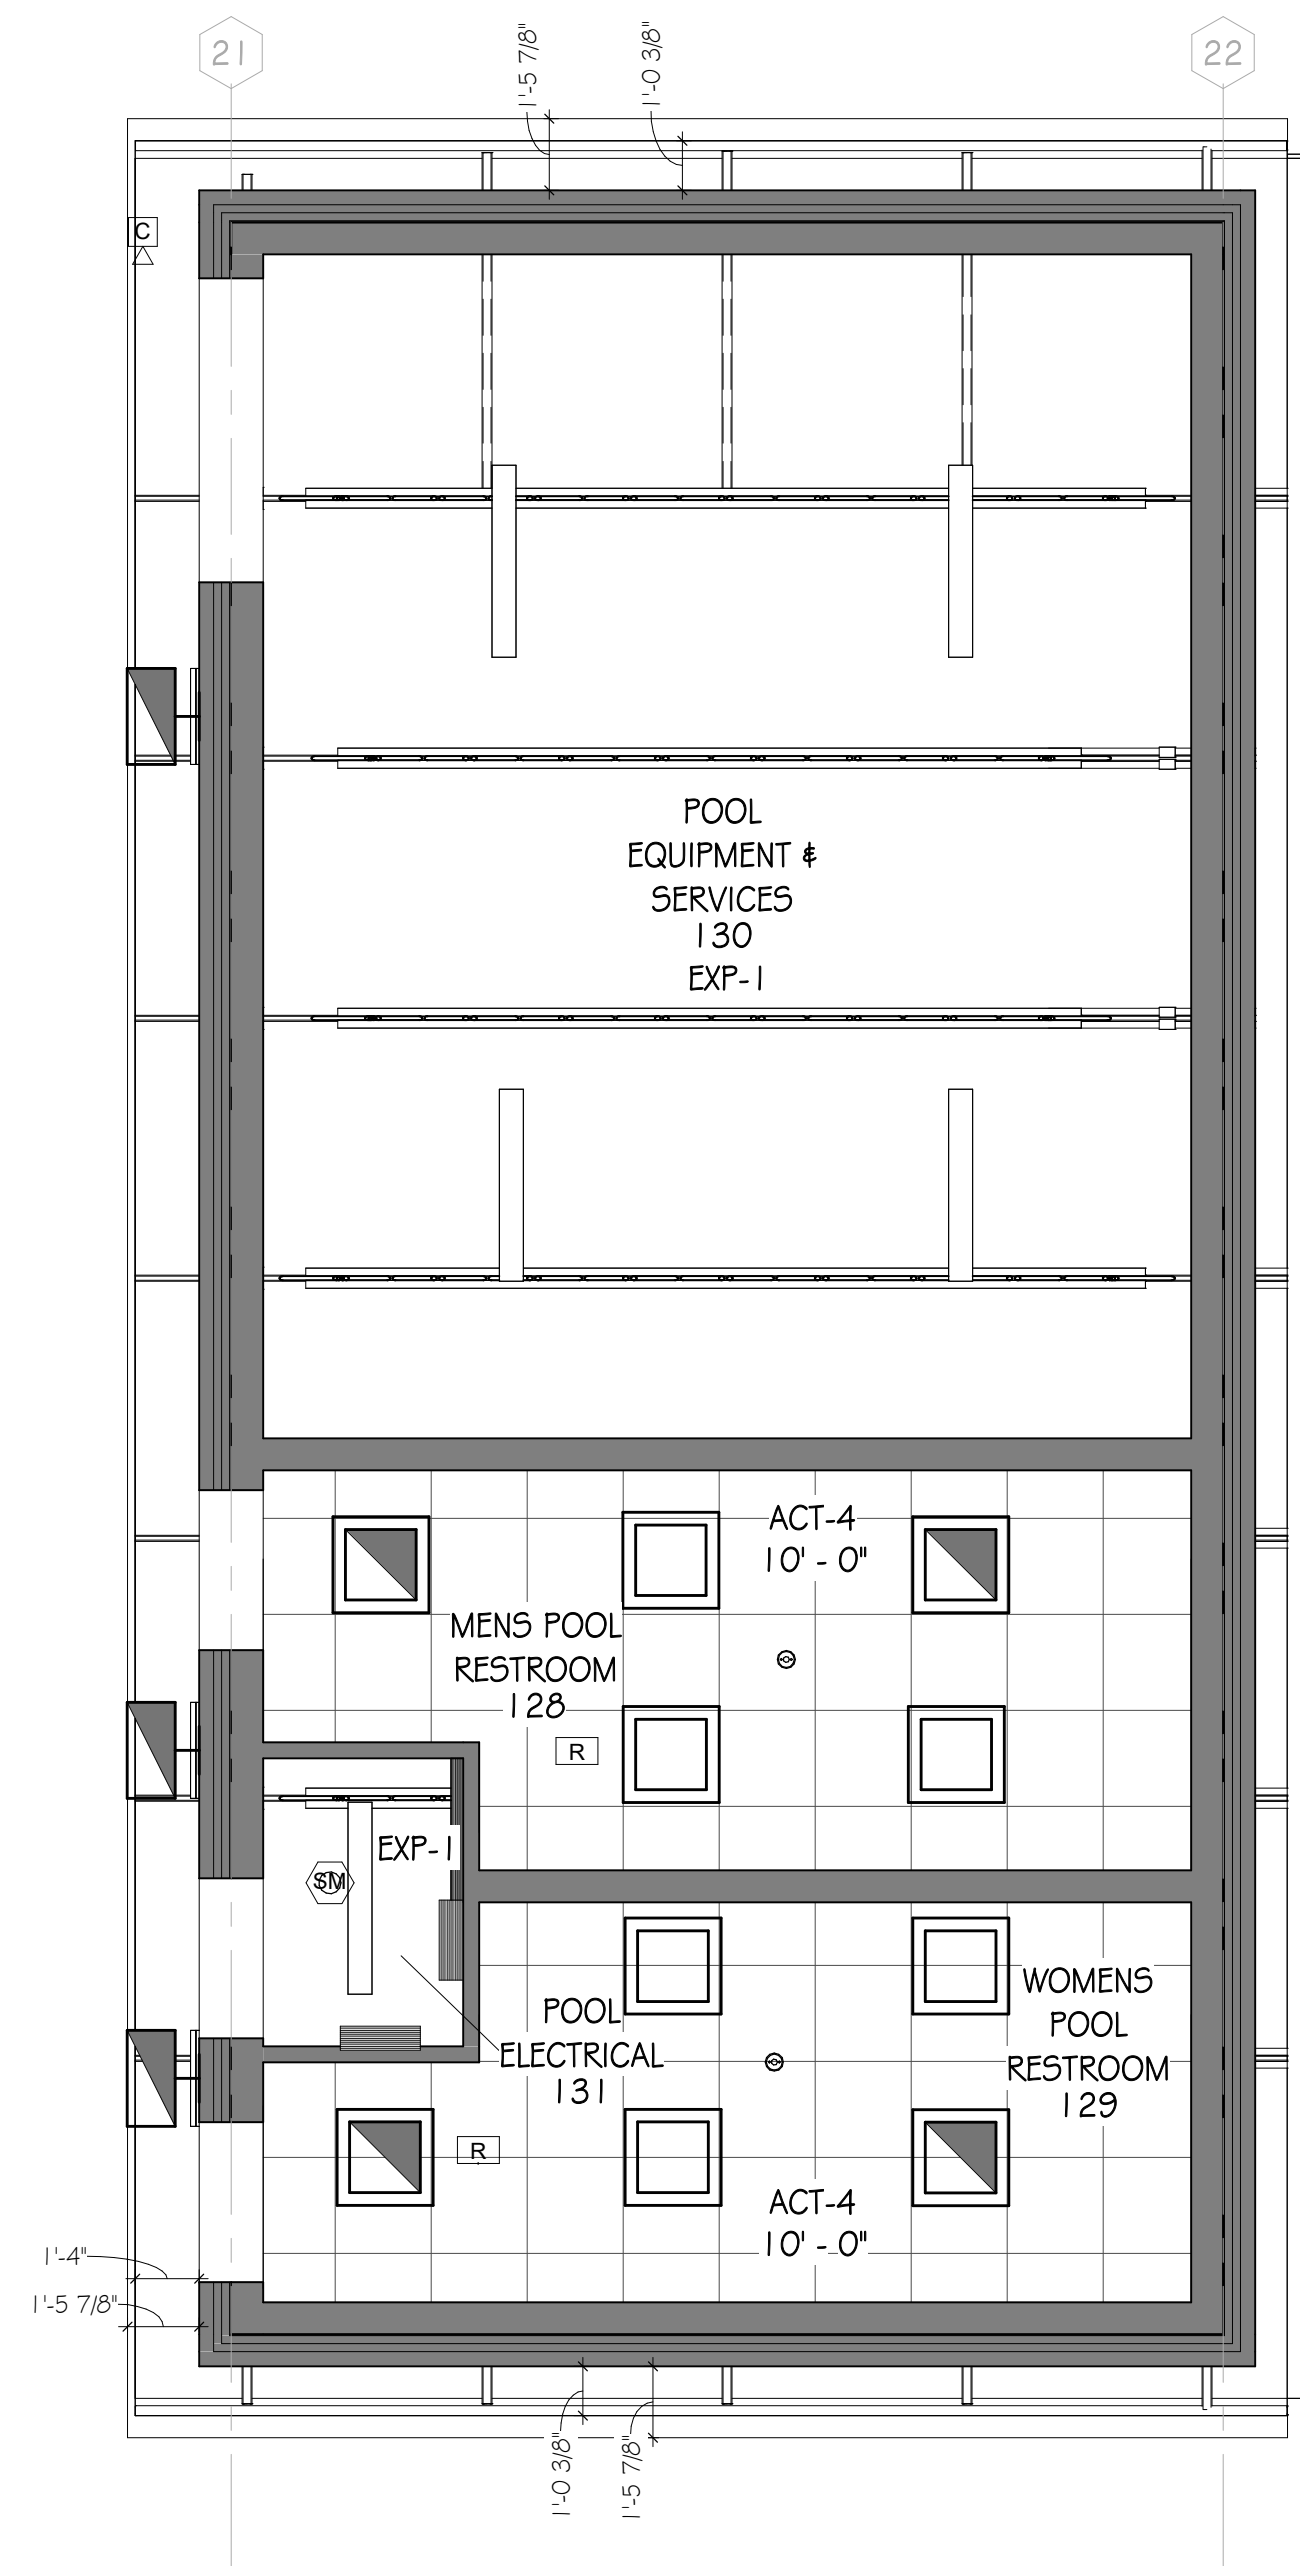 21
22
1'-5 7/8"
1'-0 3/8"
C
POOL
EQUIPMENT &
SERVICES
130
EXP-1
ACT-4
10' - 0"
MENS POOL
RESTROOM
128
R
EXP-1
SM
WOMENS
POOL
RESTROOM
129
POOL
ELECTRICAL
131
R
ACT-4
10' - 0"
1'-4"
1'-5 7/8"
1'-0 3/8"
1'-5 7/8"